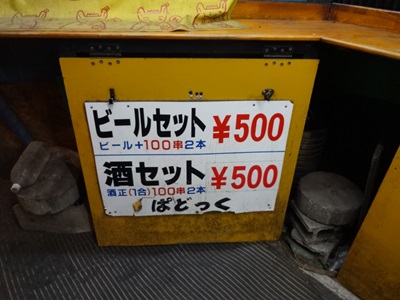 ビールセット ¥500
ビール+100串2本
酒セット ¥500
酒正(1合)100串2本
ぱどっく